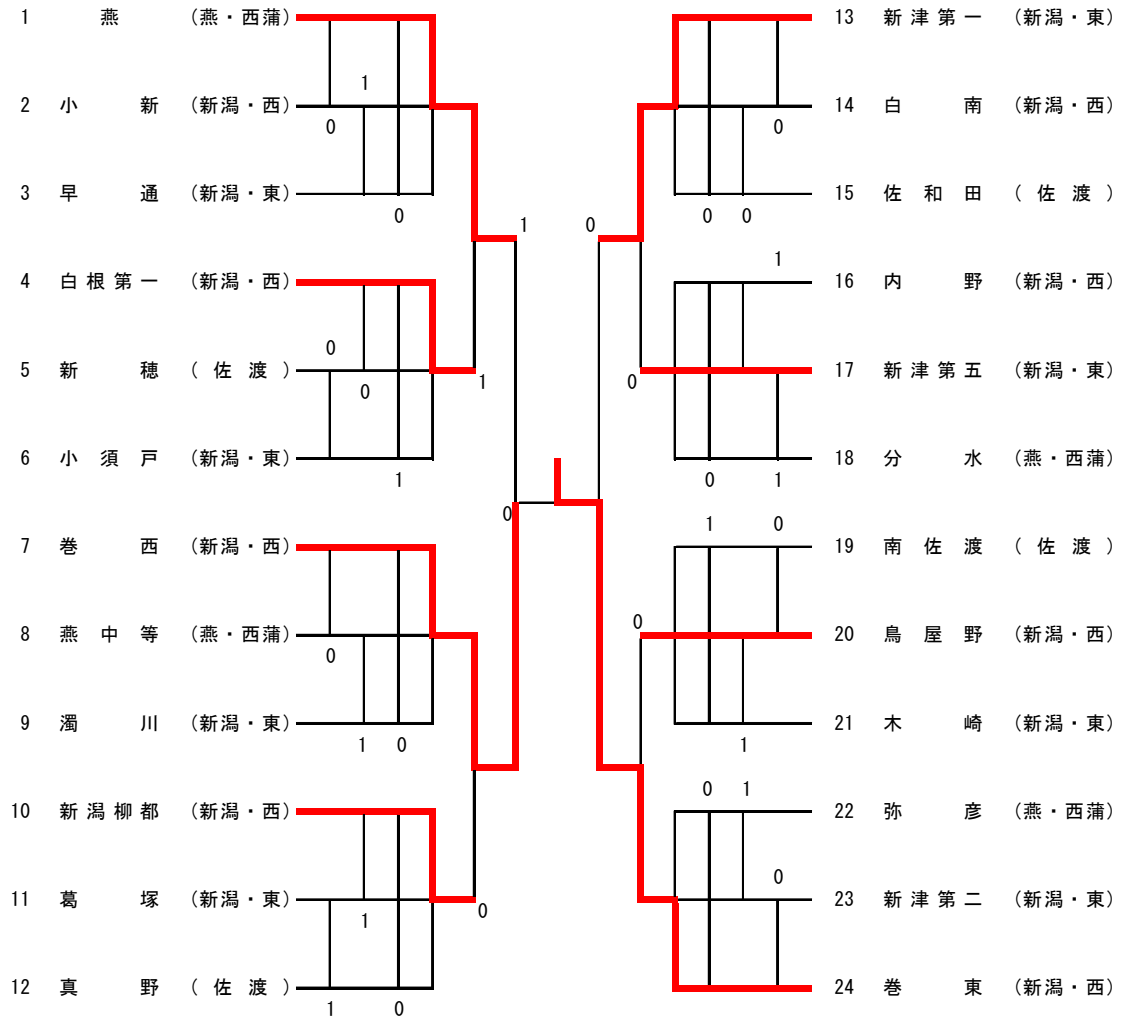 1 燕 (燕・西蒲)
1
2 小新 (新潟・西)
0
3 早通 (新潟・東)
0
1
4 白根第一 (新潟・西)
0
5 新穂 (佐渡)
0
1
6 小須戸 (新潟・東)
1
0
7 巻西 (新潟・西)
8 燕中等 (燕・西蒲)
0
9 濁川 (新潟・東)
1 0
10 新潟柳都 (新潟・西)
11 葛塚 (新潟・東)
0
1
12 真野 (佐渡)
1 0
13 新津第一 (新潟・東)
14 白南 (新潟・西)
0
15 佐和田 (佐渡)
0 0
0
1
16 内野 (新潟・西)
17 新津第五 (新潟・東)
0
18 分水 (燕・西蒲)
0 1
1 0
19 南佐渡 (佐渡)
0
20 鳥屋野 (新潟・西)
21 木崎 (新潟・東)
1
0 1
22 弥彦 (燕・西蒲)
0
23 新津第二 (新潟・東)
24 巻東 (新潟・西)